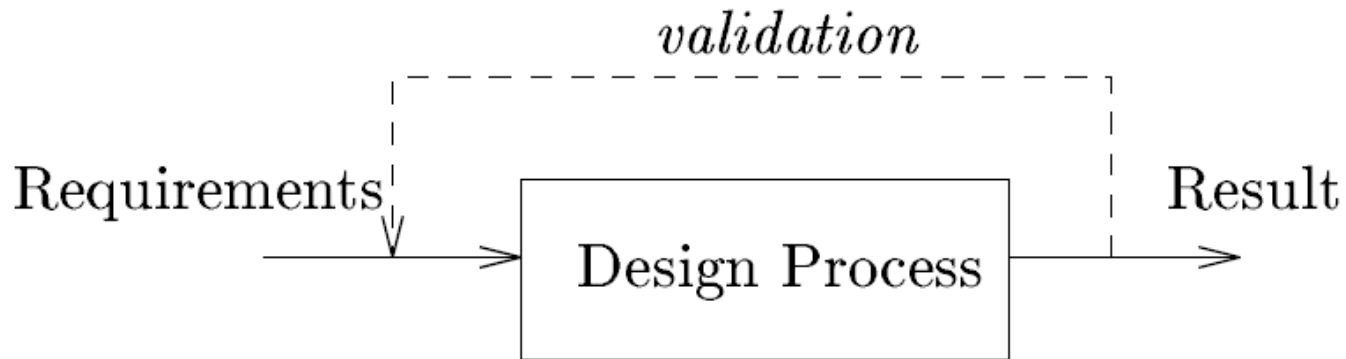 validation
Requirements
Result
Design Process